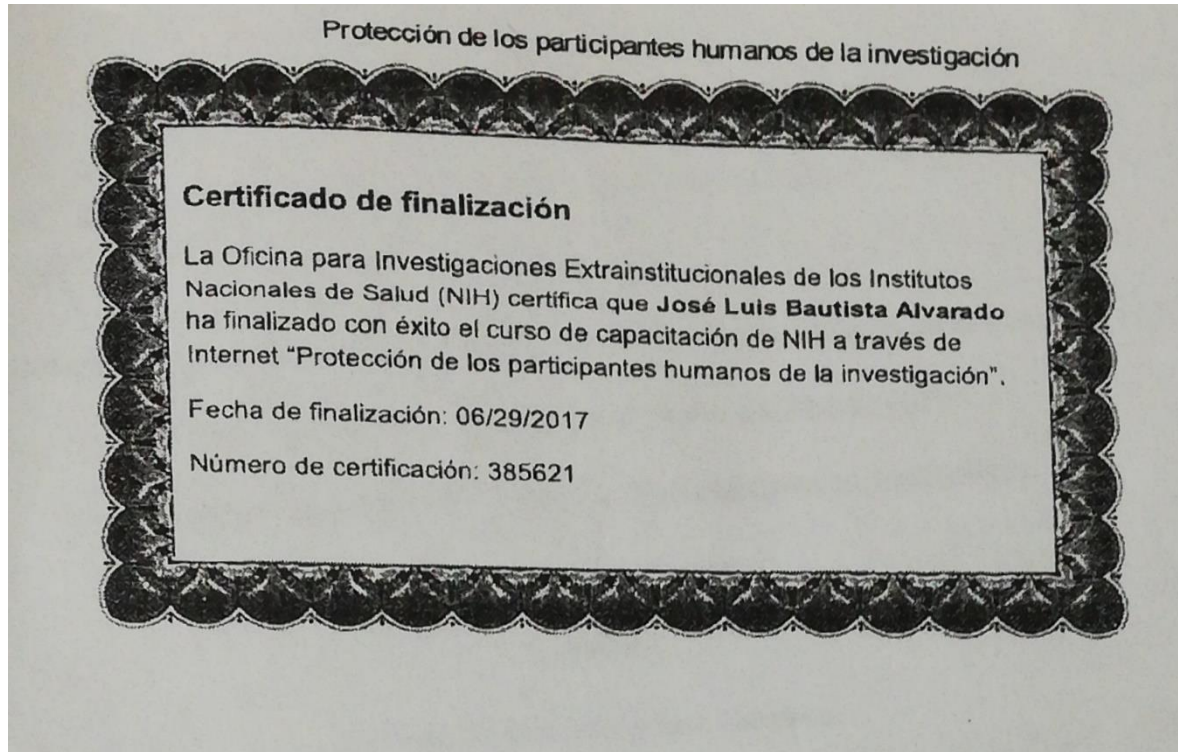 Protección de los participantes humanos de la investigación
Certificado de finalización
La Oficina para Investigaciones Extrainstitucionales de los Institutos
Nacionales de Salud (NIH) certifica que José Luis Bautista Alvarado
ha finalizado con éxito el curso de capacitación de NIH a través de
Internet “Protección de los participantes humanos de la investigación”.
Fecha de finalización: 06/29/2017
Número de certificación: 385621